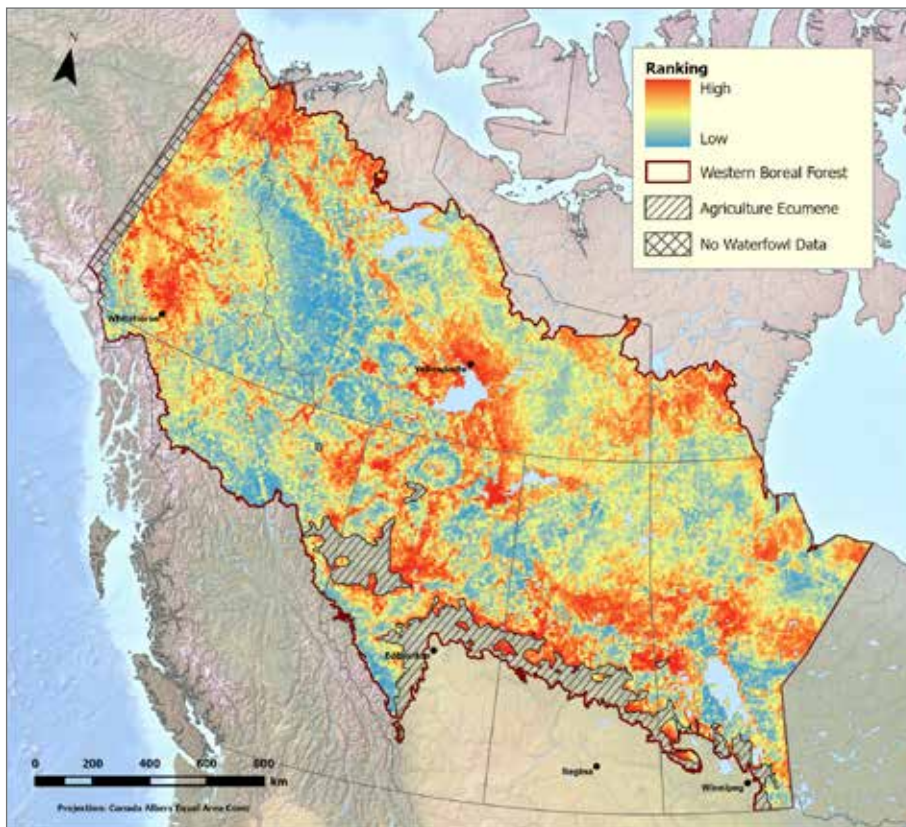 N
Ranking
High
Low
Western Boreal Forest
Agriculture Ecumene
No Waterfowl Data
Whitehorse
Yellowknife
Edmonton
Regina
Winnipeg
0 200 400 600 800
km
Projection: Canada Albers Equal Area Conic